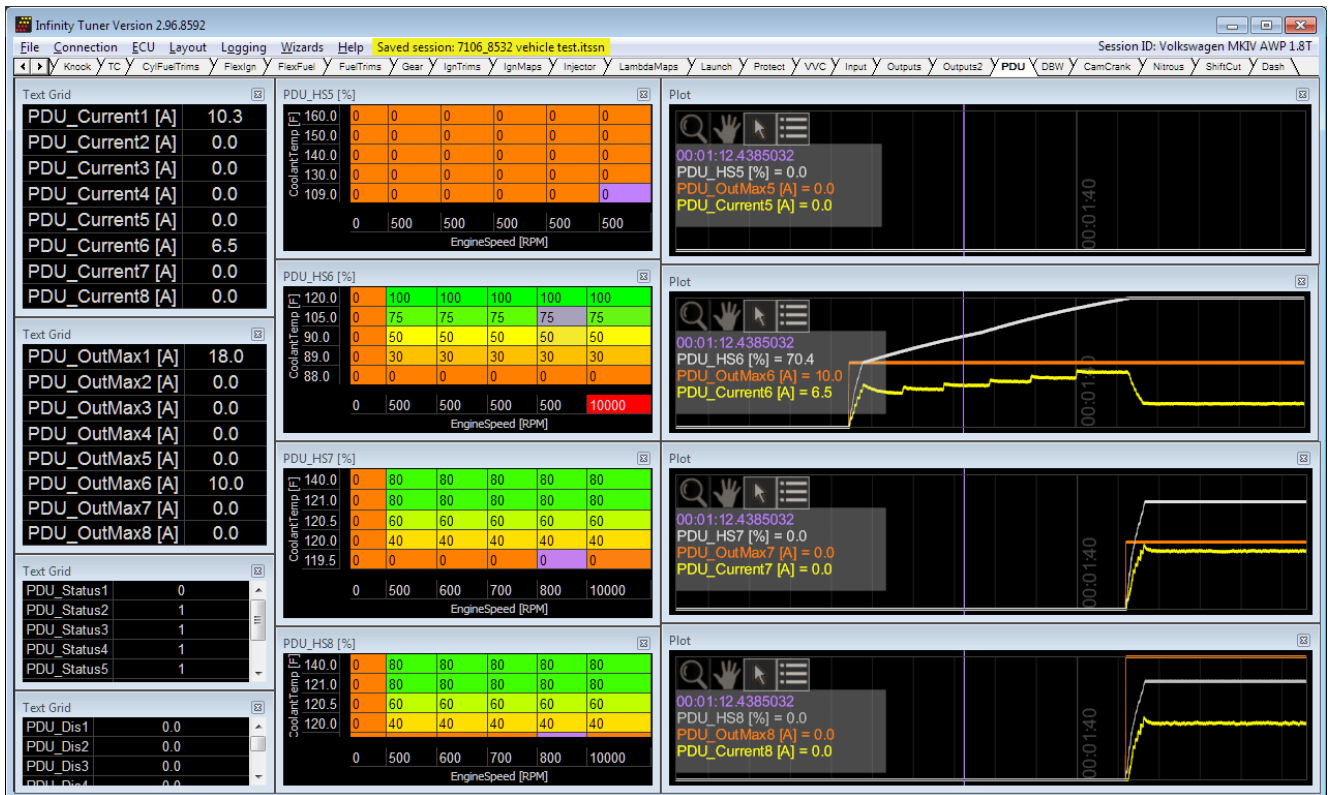 Infinity Tuner Version 2.96.8592
File Connection ECU Layout Logging Wizards Help Saved session: 7106_8532 vehicle test.itssn Session ID: Volkswagen MKIV AWP 1.8T
Knock TC CylFuelTrims FlexIgn FlexFuel FuelTrims Gear IgnTrims IgnMaps Injector LambdaMaps Launch Protect VVC Input Outputs Outputs2 PDU DBW CamCrank Nitrous ShiftCut Dash
Text Grid
PDU_Current1 [A] 10.3
PDU_Current2 [A] 0.0
PDU_Current3 [A] 0.0
PDU_Current4 [A] 0.0
PDU_Current5 [A] 0.0
PDU_Current6 [A] 6.5
PDU_Current7 [A] 0.0
PDU_Current8 [A] 0.0
Text Grid
PDU_OutMax1 [A] 18.0
PDU_OutMax2 [A] 0.0
PDU_OutMax3 [A] 0.0
PDU_OutMax4 [A] 0.0
PDU_OutMax5 [A] 0.0
PDU_OutMax6 [A] 10.0
PDU_OutMax7 [A] 0.0
PDU_OutMax8 [A] 0.0
Text Grid
PDU_Status1 0
PDU_Status2 1
PDU_Status3 1
PDU_Status4 1
PDU_Status5 1
Text Grid
PDU_Dis1 0.0
PDU_Dis2 0.0
PDU_Dis3 0.0
PDU_Dis4 0.0
PDU_HS5 [%]
CoolantTemp [F]
160.0 0 0 0 0 0 0
150.0 0 0 0 0 0 0
140.0 0 0 0 0 0 0
130.0 0 0 0 0 0 0
109.0 0 0 0 0 0 0
0 500 500 500 500 500
EngineSpeed [RPM]
PDU_HS6 [%]
CoolantTemp [F]
120.0 0 100 100 100 100 100
105.0 0 75 75 75 75 75
90.0 0 50 50 50 50 50
89.0 0 30 30 30 30 30
88.0 0 0 0 0 0 0
0 500 500 500 500 10000
EngineSpeed [RPM]
PDU_HS7 [%]
CoolantTemp [F]
140.0 0 80 80 80 80 80
121.0 0 80 80 80 80 80
120.5 0 60 60 60 60 60
120.0 0 40 40 40 40 40
119.5 0 0 0 0 0 0
0 500 600 700 800 10000
EngineSpeed [RPM]
PDU_HS8 [%]
CoolantTemp [F]
140.0 0 80 80 80 80 80
121.0 0 80 80 80 80 80
120.5 0 60 60 60 60 60
120.0 0 40 40 40 40 40
0 500 600 700 800 10000
EngineSpeed [RPM]
Plot
00:01:12.4385032
PDU_HS5 [%] = 0.0
PDU_OutMax5 [A] = 0.0
PDU_Current5 [A] = 0.0
00:01:40
Plot
00:01:12.4385032
PDU_HS6 [%] = 70.4
PDU_OutMax6 [A] = 10.0
PDU_Current6 [A] = 6.5
00:01:40
Plot
00:01:12.4385032
PDU_HS7 [%] = 0.0
PDU_OutMax7 [A] = 0.0
PDU_Current7 [A] = 0.0
00:01:40
Plot
00:01:12.4385032
PDU_HS8 [%] = 0.0
PDU_OutMax8 [A] = 0.0
PDU_Current8 [A] = 0.0
00:01:40